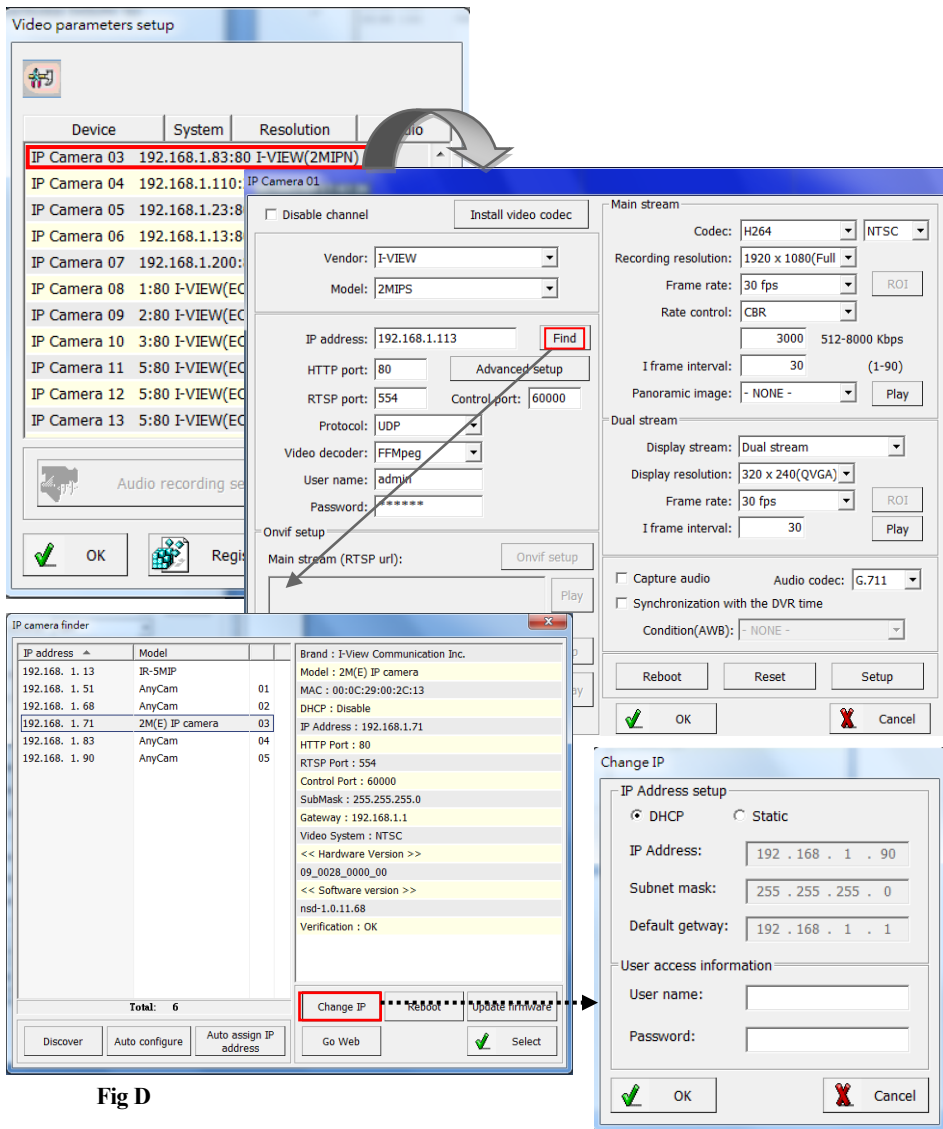 Video parameters setup
Device System Resolution
IP Camera 03 192.168.1.83:80 I-VIEW(2MIPN)
IP Camera 04 192.168.1.110:
IP Camera 05 192.168.1.23:8
IP Camera 06 192.168.1.13:8
IP Camera 07 192.168.1.200:
IP Camera 08 1:80 I-VIEW(EC
IP Camera 09 2:80 I-VIEW(EC
IP Camera 10 3:80 I-VIEW(EC
IP Camera 11 5:80 I-VIEW(EC
IP Camera 12 5:80 I-VIEW(EC
IP Camera 13 5:80 I-VIEW(EC
Audio recording se
OK
Regis
IP Camera 01
Disable channel
Install video codec
Vendor: I-VIEW
Model: 2MIPS
IP address: 192.168.1.113 Find
HTTP port: 80 Advanced setup
RTSP port: 554 Control port: 60000
Protocol: UDP
Video decoder: FFMpeg
User name: admin
Password: ******
Onvif setup
Main stream (RTSP url): Onvif setup
Play
Main stream
Codec: H264 NTSC
Recording resolution: 1920 x 1080(Full
Frame rate: 30 fps ROI
Rate control: CBR
3000 512-8000 Kbps
I frame interval: 30 (1-90)
Panoramic image: - NONE - Play
Dual stream
Display stream: Dual stream
Display resolution: 320 x 240(QVGA)
Frame rate: 30 fps ROI
I frame interval: 30 Play
Capture audio Audio codec: G.711
Synchronization with the DVR time
Condition(AWB): - NONE -
Reboot Reset Setup
OK Cancel
IP camera finder
IP address Model
192.168. 1. 13 IR-5MIP
192.168. 1. 51 AnyCam 01
192.168. 1. 68 AnyCam 02
192.168. 1. 71 2M(E) IP camera 03
192.168. 1. 83 AnyCam 04
192.168. 1. 90 AnyCam 05
Total: 6
Discover Auto configure Auto assign IP address
Brand : I-View Communication Inc.
Model : 2M(E) IP camera
MAC : 00:0C:29:00:2C:13
DHCP : Disable
IP Address : 192.168.1.71
HTTP Port : 80
RTSP Port : 554
Control Port : 60000
SubMask : 255.255.255.0
Gateway : 192.168.1.1
Video System : NTSC
<< Hardware Version >>
09_0028_0000_00
<< Software version >>
nsd-1.0.11.68
Verification : OK
Change IP Reboot Update firmware
Go Web Select
Change IP
IP Address setup
DHCP Static
IP Address: 192 . 168 . 1 . 90
Subnet mask: 255 . 255 . 255 . 0
Default getway: 192 . 168 . 1 . 1
User access information
User name:
Password:
OK Cancel
Fig D